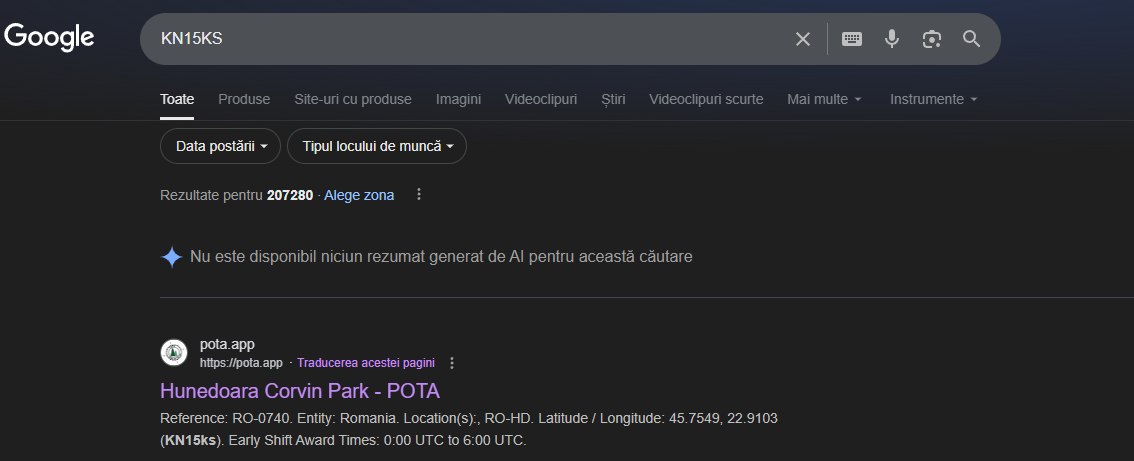 Google KN15KS
Toate Produse Site-uri cu produse Imagini Videoclipuri Știri Videoclipuri scurte Mai multe Instrumente
Data postării Tipul locului de muncă
Rezultate pentru 207280 · Alege zona
Nu este disponibil niciun rezumat generat de AI pentru această căutare
pota.app
https://pota.app · Traducerea acestei pagini
Hunedoara Corvin Park - POTA
Reference: RO-0740. Entity: Romania. Location(s):, RO-HD. Latitude / Longitude: 45.7549, 22.9103
(KN15ks). Early Shift Award Times: 0:00 UTC to 6:00 UTC.